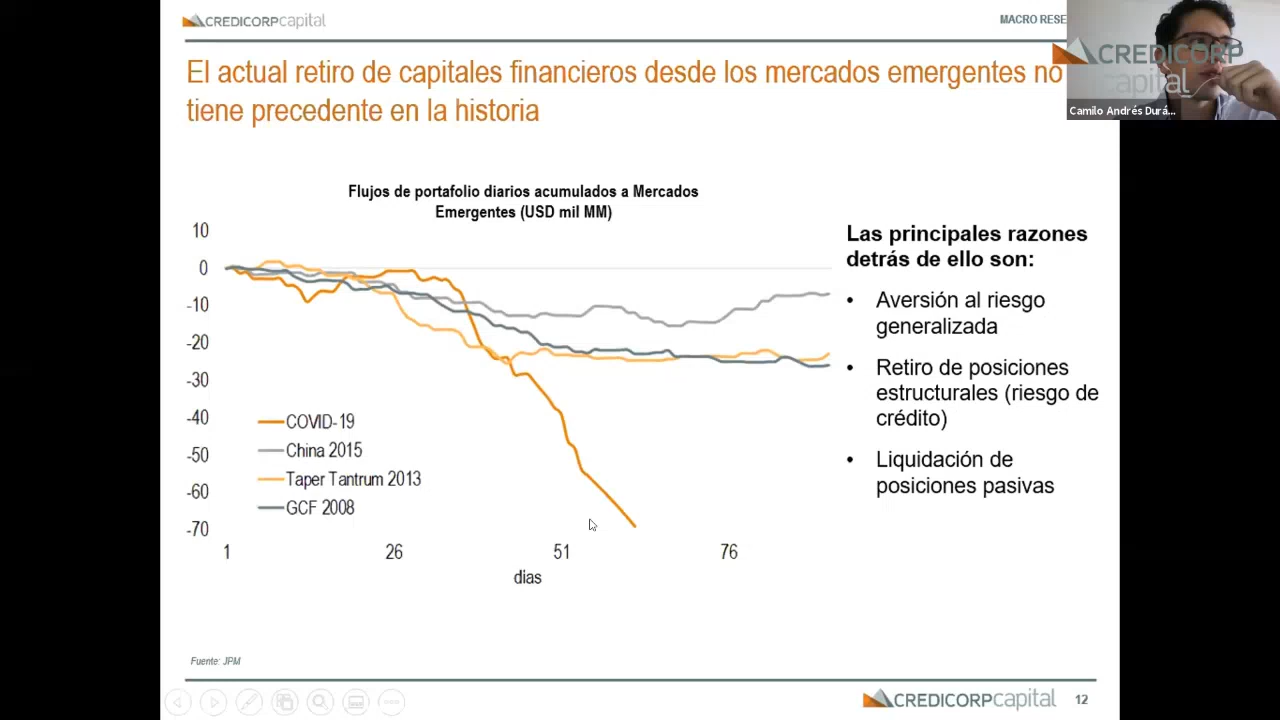 CREDICORPcapital
MACRO RESE
El actual retiro de capitales financieros desde los mercados emergentes no
tiene precedente en la historia
CREDICORP
capital
Camilo Andrés Durá...
Flujos de portafolio diarios acumulados a Mercados
Emergentes (USD mil MM)
10
0
-10
-20
-30
-40
-50
-60
-70
COVID-19
China 2015
Taper Tantrum 2013
GCF 2008
1 26 51 76
dias
Las principales razones
detrás de ello son:
• Aversión al riesgo
generalizada
• Retiro de posiciones
estructurales (riesgo de
crédito)
• Liquidación de
posiciones pasivas
Fuente: JPM
CREDICORPcapital 12